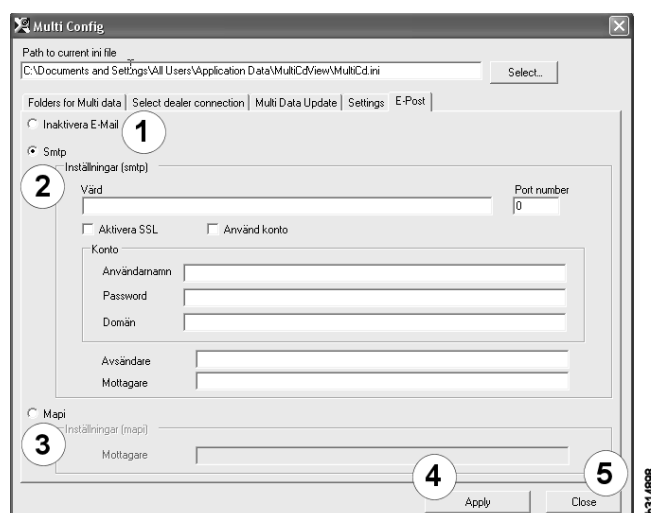 Multi Config
Path to current ini file
C:\Documents and Settings\All Users\Application Data\MultiCdView\MultiCd.ini
Select...
Folders for Multi data
Select dealer connection
Multi Data Update
Settings
E-Post
Inaktivera E-Mail
1
Smtp
2
Inställningar (smtp)
Värd
Port number
0
Aktivera SSL
Använd konto
Konto
Användarnamn
Password
Domän
Avsändare
Mottagare
Mapi
3
Inställningar (mapi)
Mottagare
4
5
Apply
Close